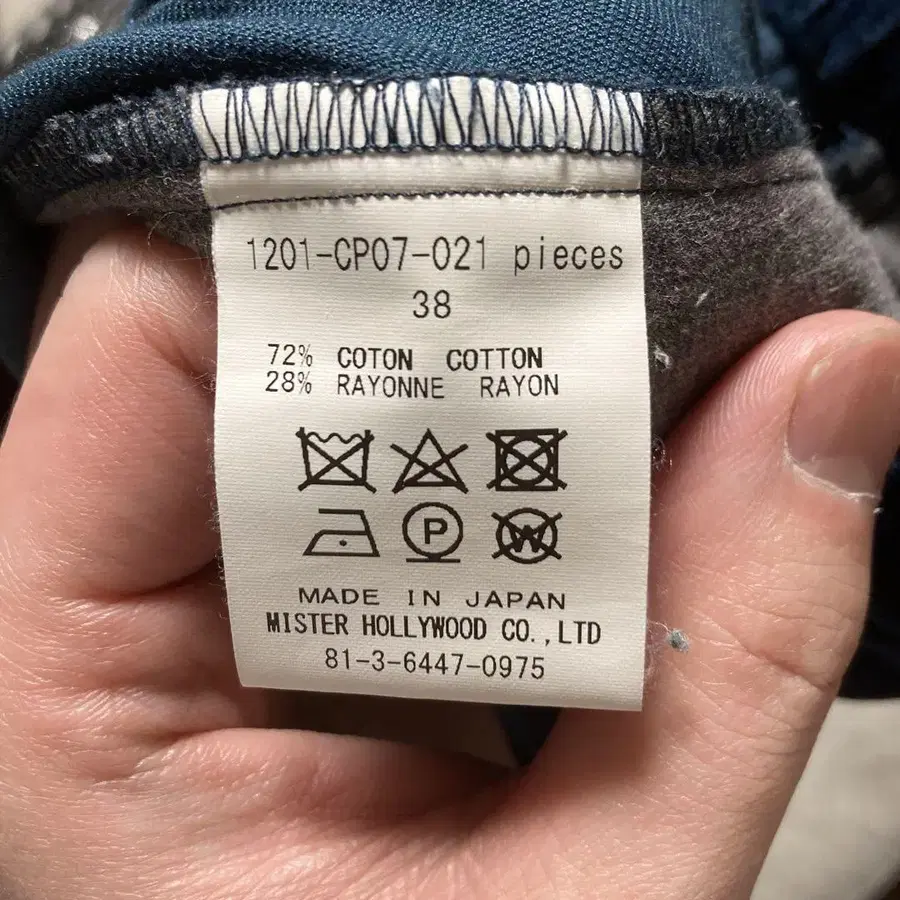 1201-CP07-021 pieces
38
72% COTON COTTON
28% RAYONNE RAYON
P W
MADE IN JAPAN
MISTER HOLLYWOOD CO.,LTD
81-3-6447-0975